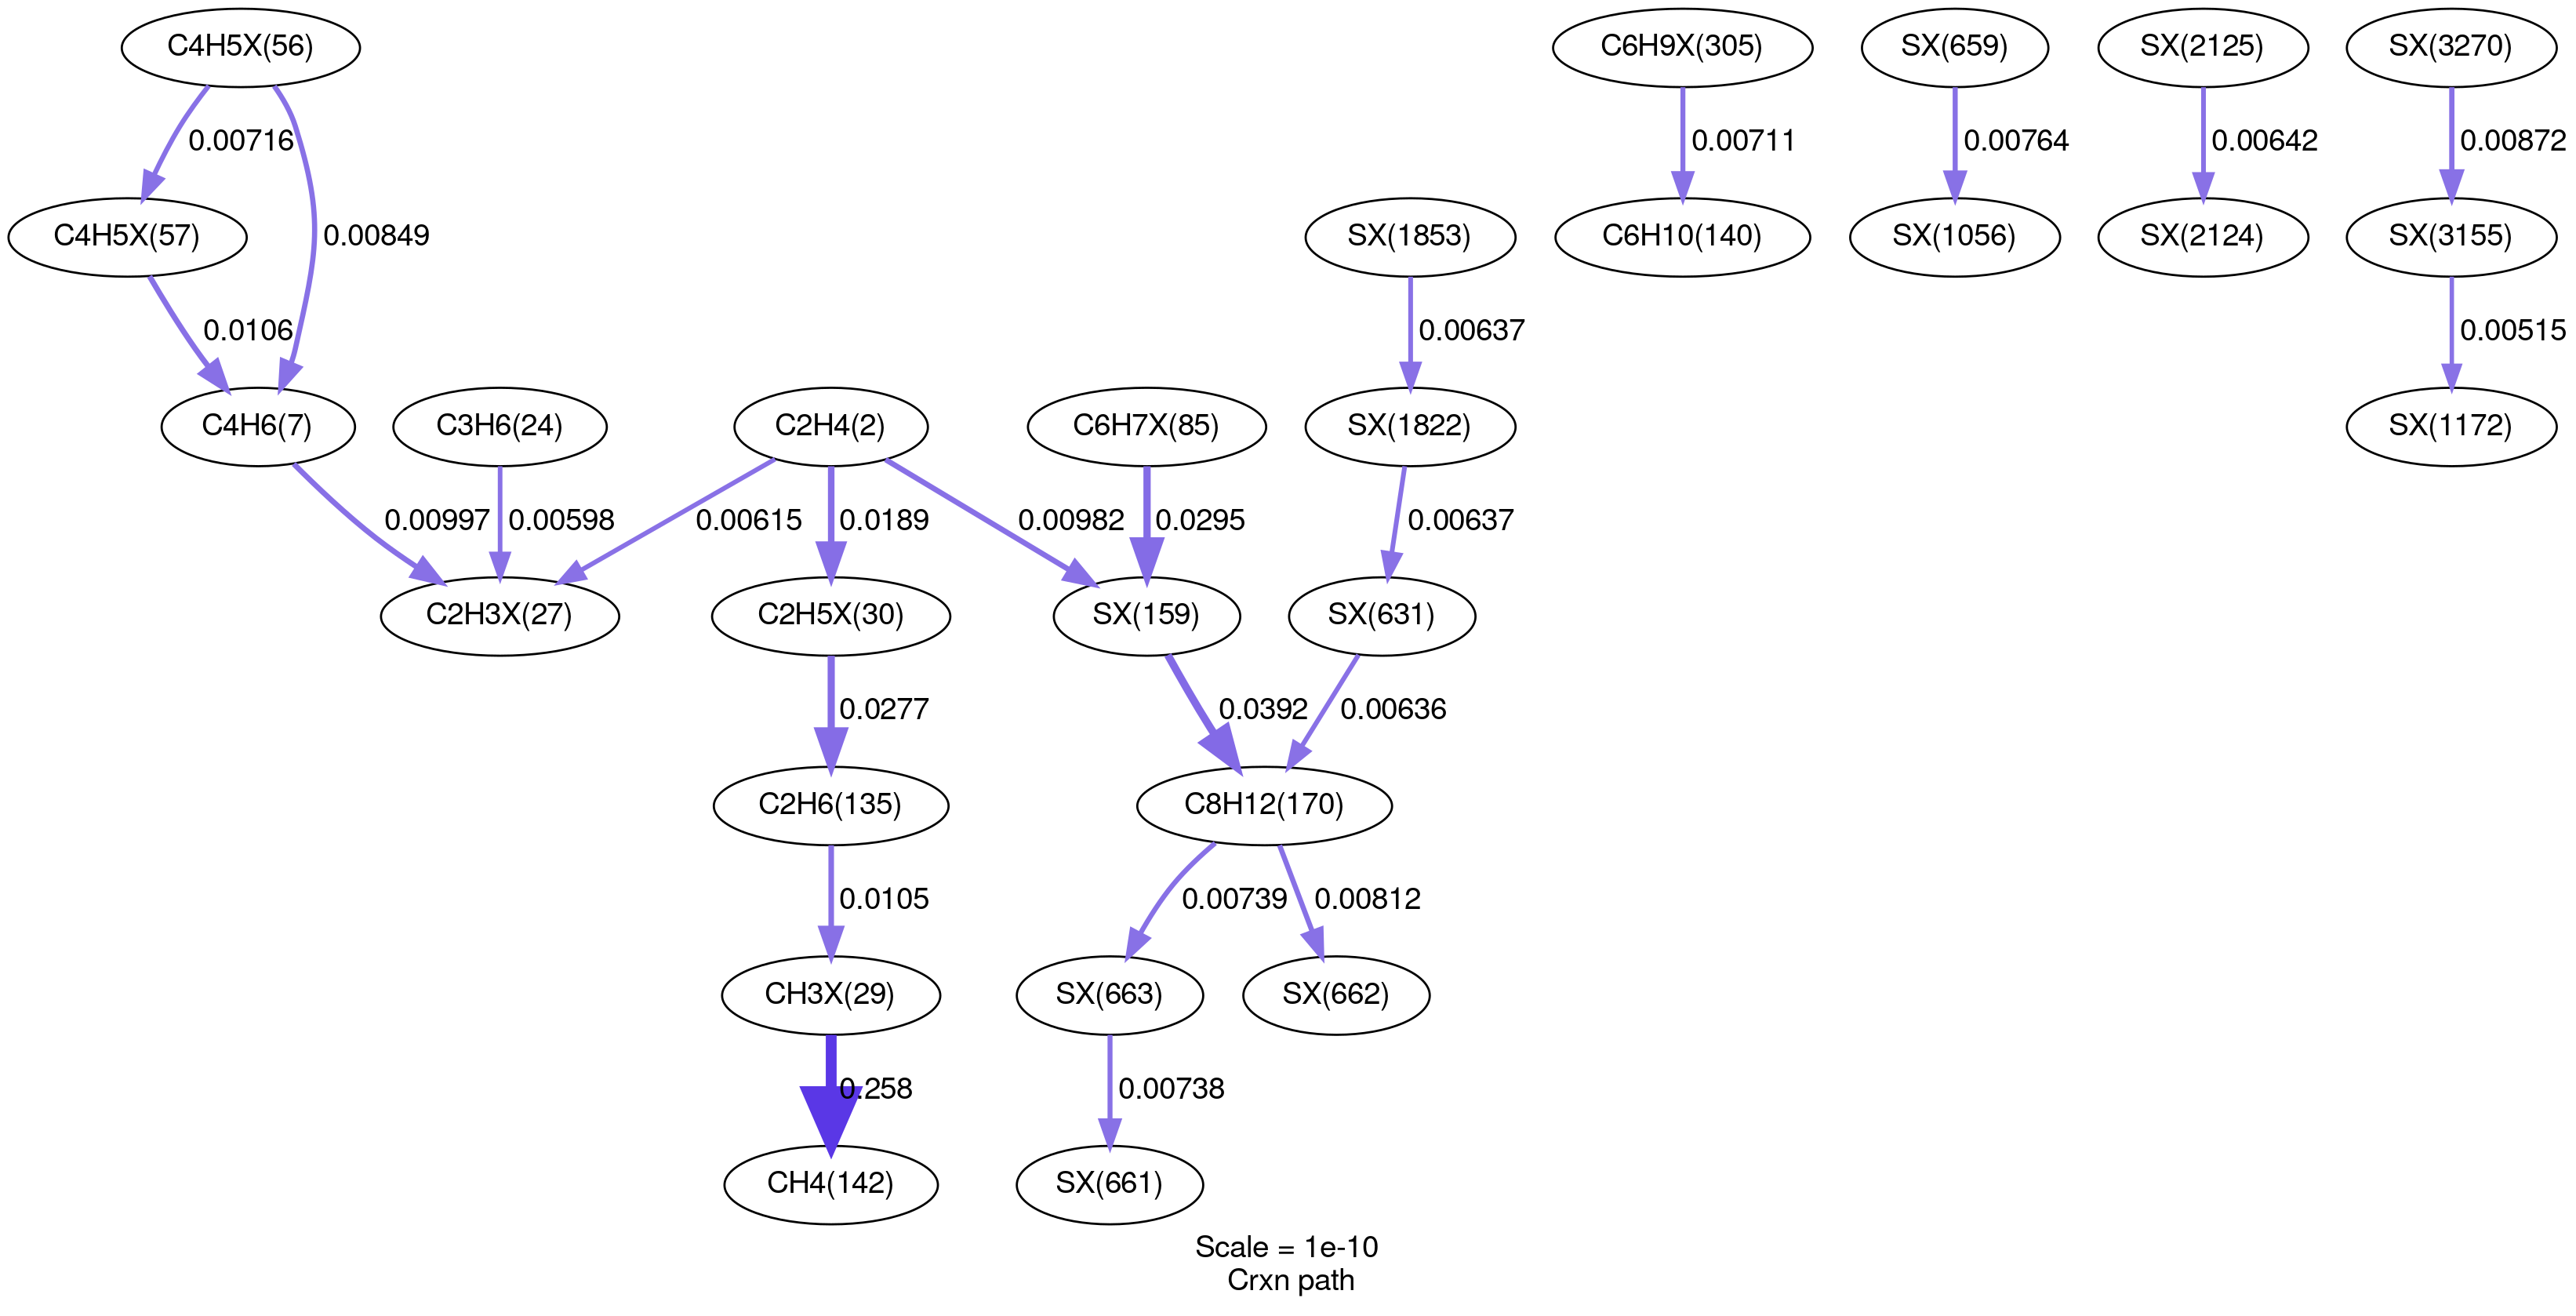 C4H5X(56)
C6H9X(305)
SX(659)
SX(2125)
SX(3270)
0.00716
0.00711
0.00764
0.00642
0.00872
C4H5X(57)
0.00849
SX(1853)
C6H10(140)
SX(1056)
SX(2124)
SX(3155)
0.0106
0.00637
0.00515
C4H6(7)
C3H6(24)
C2H4(2)
C6H7X(85)
SX(1822)
SX(1172)
0.00997
0.00598
0.00615
0.0189
0.00982
0.0295
0.00637
C2H3X(27)
C2H5X(30)
SX(159)
SX(631)
0.0277
0.0392
0.00636
C2H6(135)
C8H12(170)
0.0105
0.00739
0.00812
CH3X(29)
SX(663)
SX(662)
0.258
0.00738
CH4(142)
SX(661)
Scale = 1e-10
Crxn path